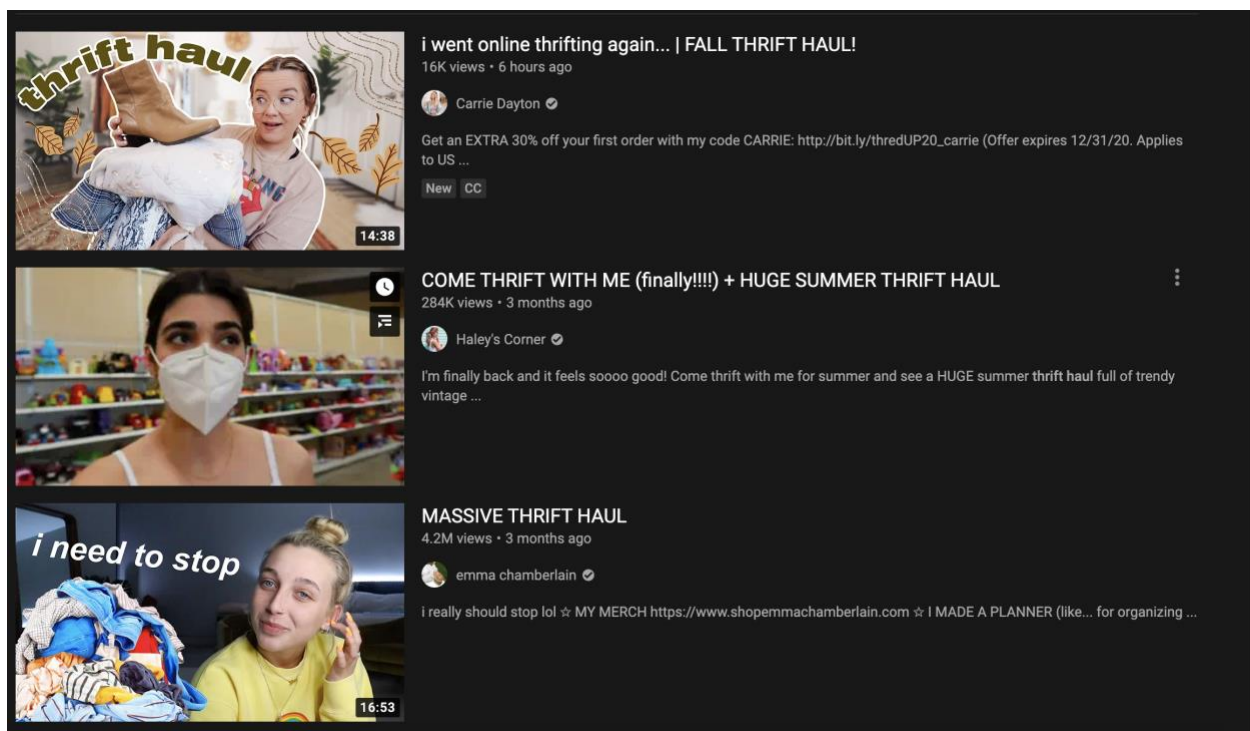 thrift haul
14:38
i went online thrifting again... | FALL THRIFT HAUL!
16K views • 6 hours ago
Carrie Dayton
Get an EXTRA 30% off your first order with my code CARRIE: http://bit.ly/thredUP20_carrie (Offer expires 12/31/20. Applies
to US ...
New CC
COME THRIFT WITH ME (finally!!!!) + HUGE SUMMER THRIFT HAUL
284K views • 3 months ago
Haley's Corner
I'm finally back and it feels soooo good! Come thrift with me for summer and see a HUGE summer thrift haul full of trendy
vintage ...
i need to stop
16:53
MASSIVE THRIFT HAUL
4.2M views • 3 months ago
emma chamberlain
i really should stop lol ☆ MY MERCH https://www.shopemmachamberlain.com ☆ I MADE A PLANNER (like... for organizing ...